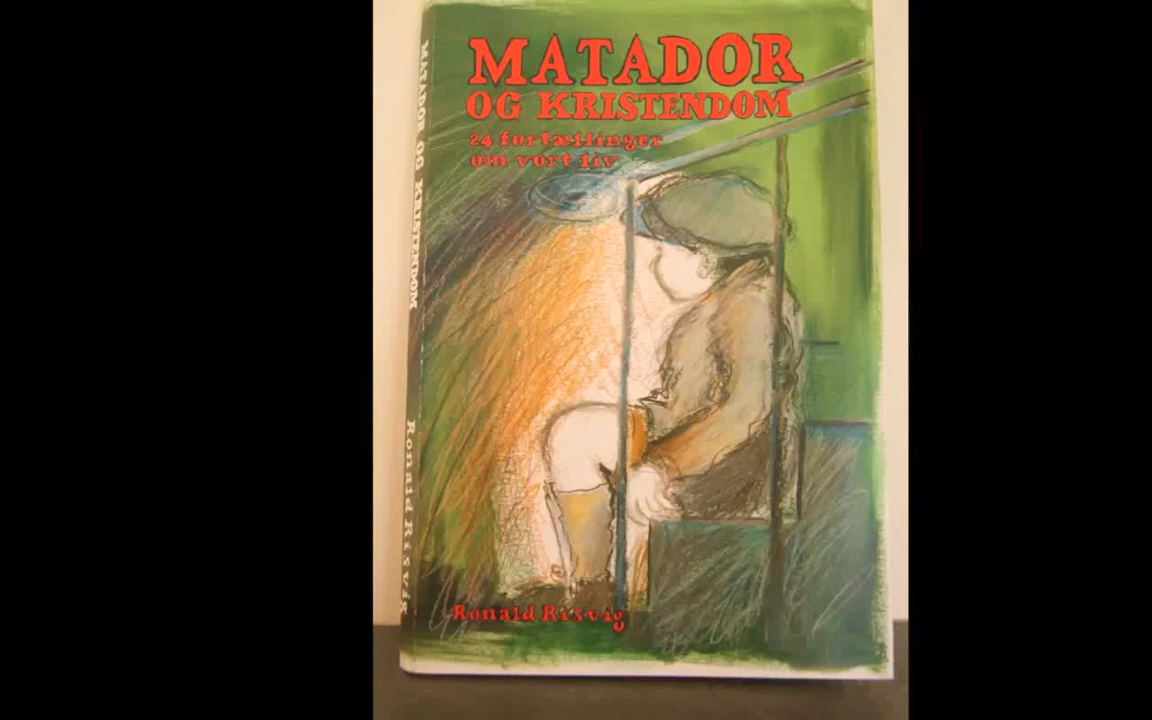 MATADOR
OG KRISTENDOM
24 fortællinger
om vort liv
Ronald Risvig
MATADOR OG KRISTENDOM
Ronald Risvig